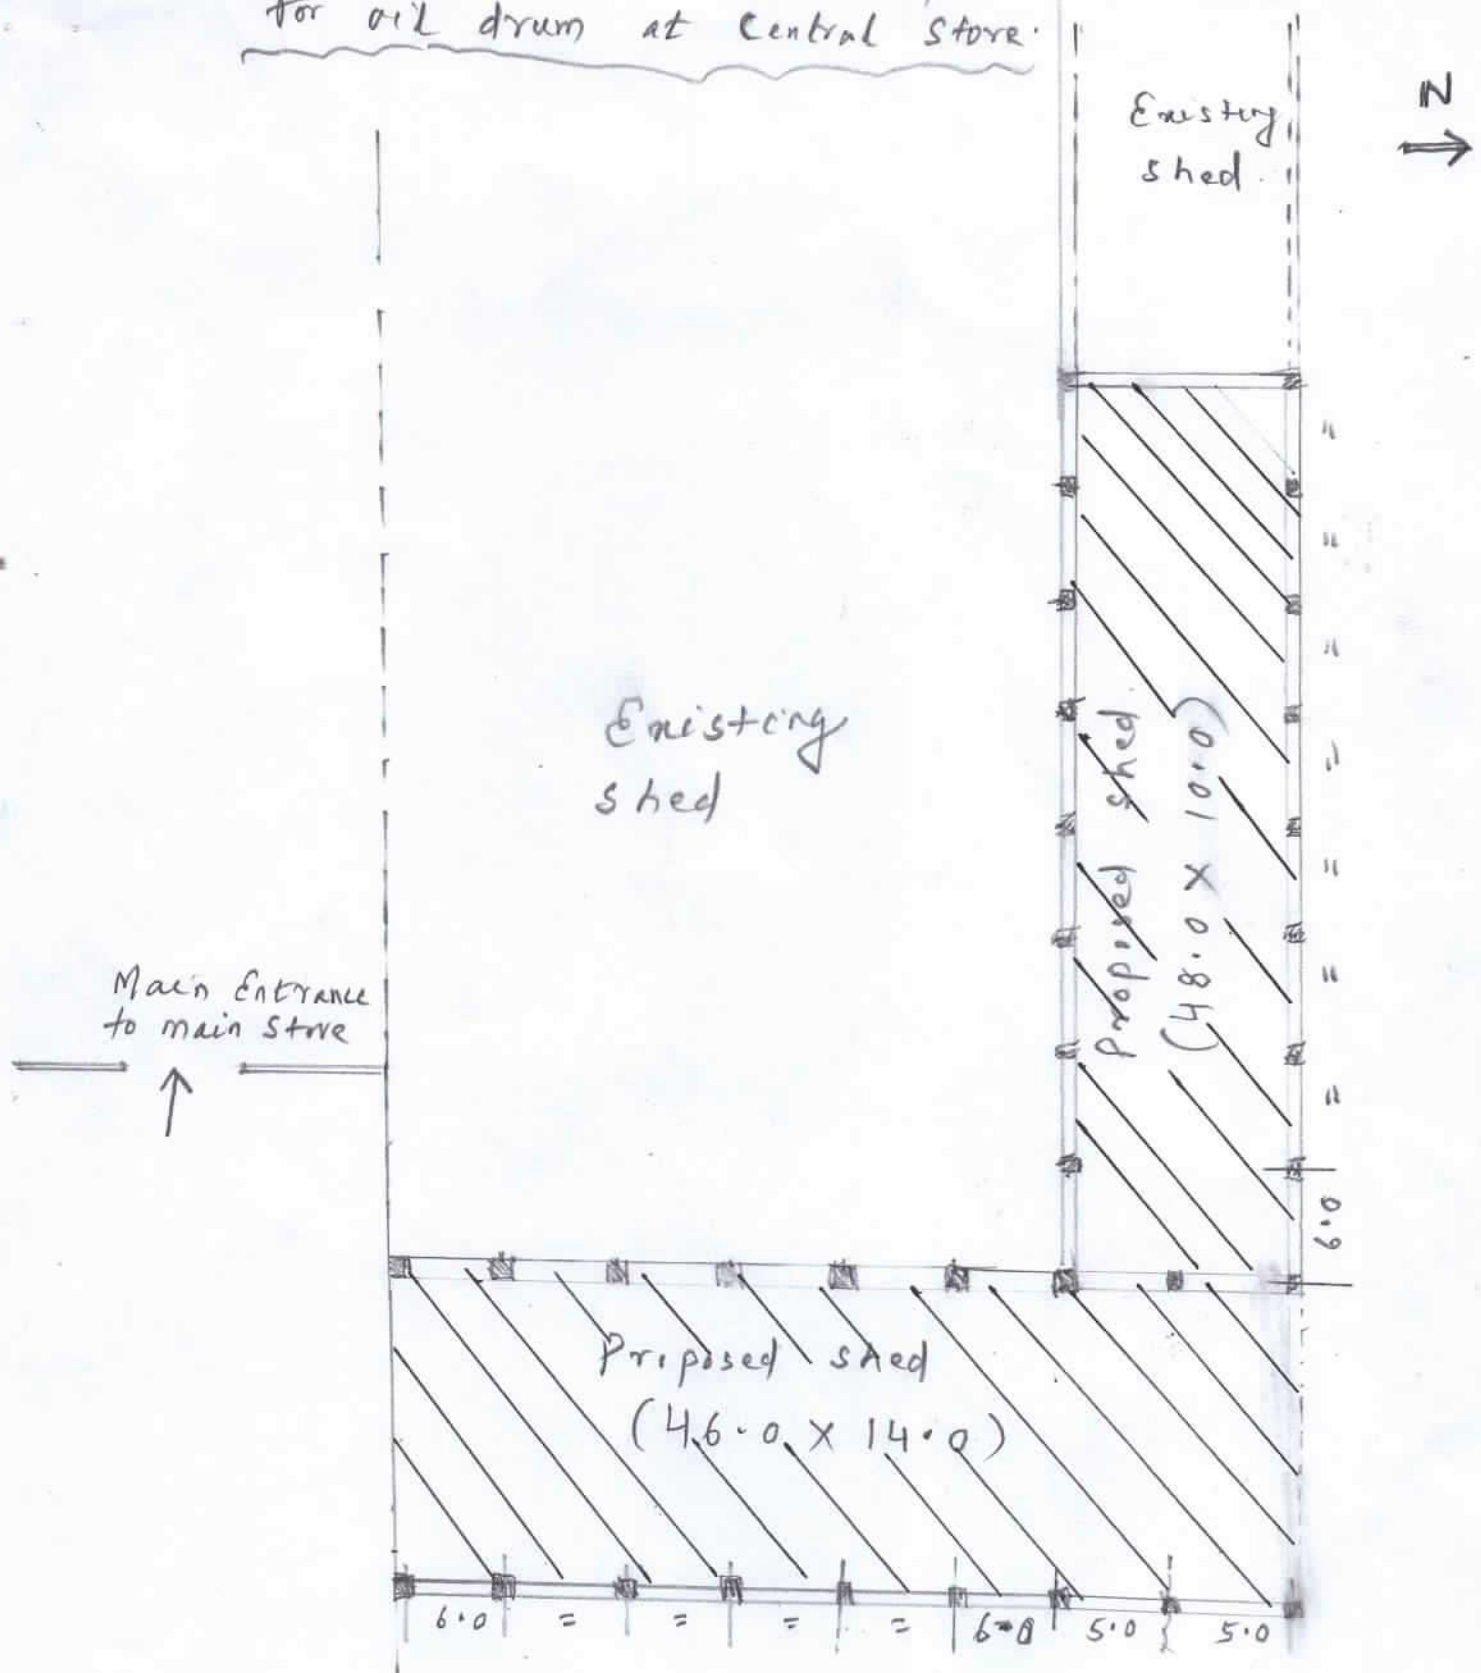 for oil drum at Central Store.
Existing
shed.
N
Existing
shed
Proposed shed
(48.0 x 10.0)
"
"
"
"
"
"
"
6.0
Main Entrance
to main Store
Proposed shed
(46.0 x 14.0)
6.0 = = = = 6.0 5.0 5.0